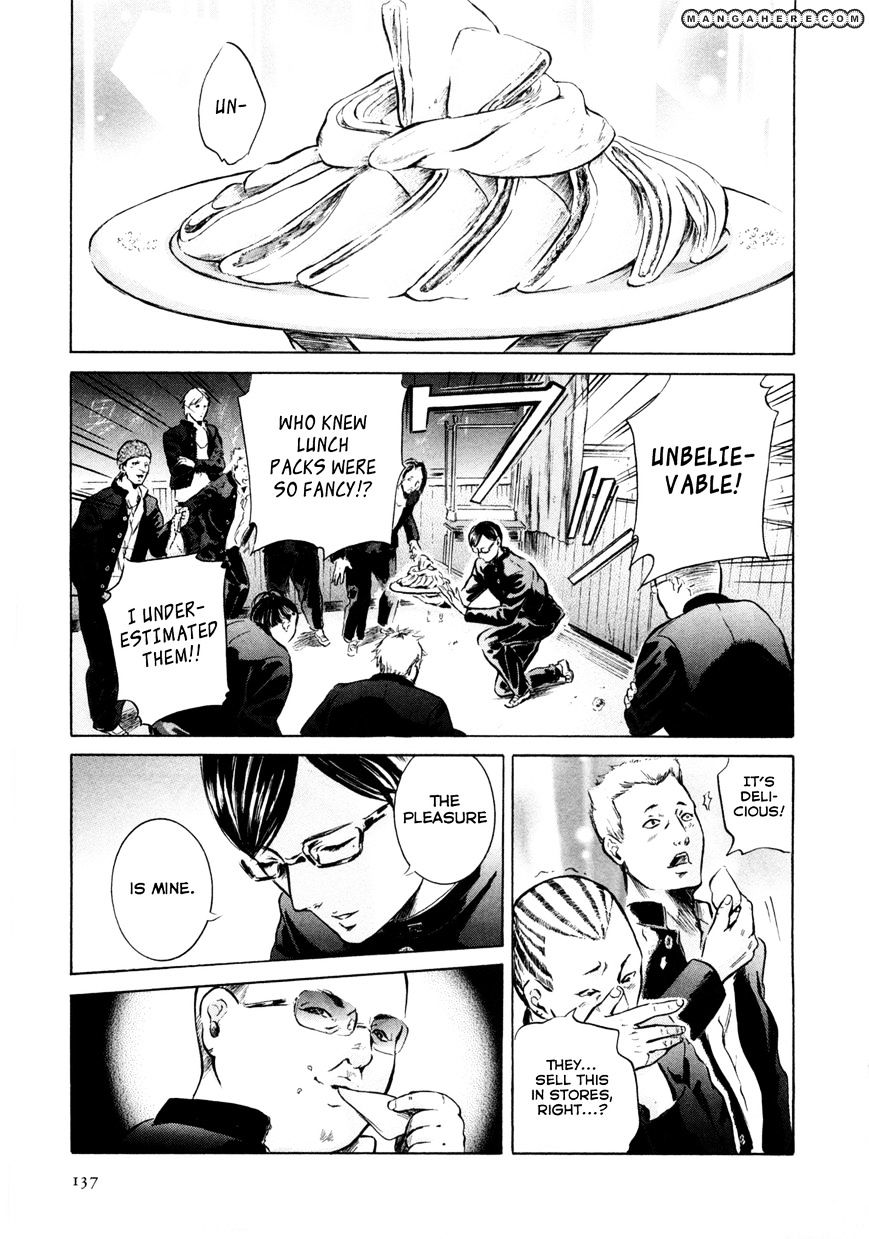 MANGAHERE.COM
UN-
UNBELIE-
VABLE!
WHO KNEW
LUNCH
PACKS WERE
SO FANCY!?
I UNDER-
ESTIMATED
THEM!!
IT'S
DELI-
CIOUS!
THEY...
SELL THIS
IN STORES,
RIGHT...?
THE
PLEASURE
IS MINE.
137